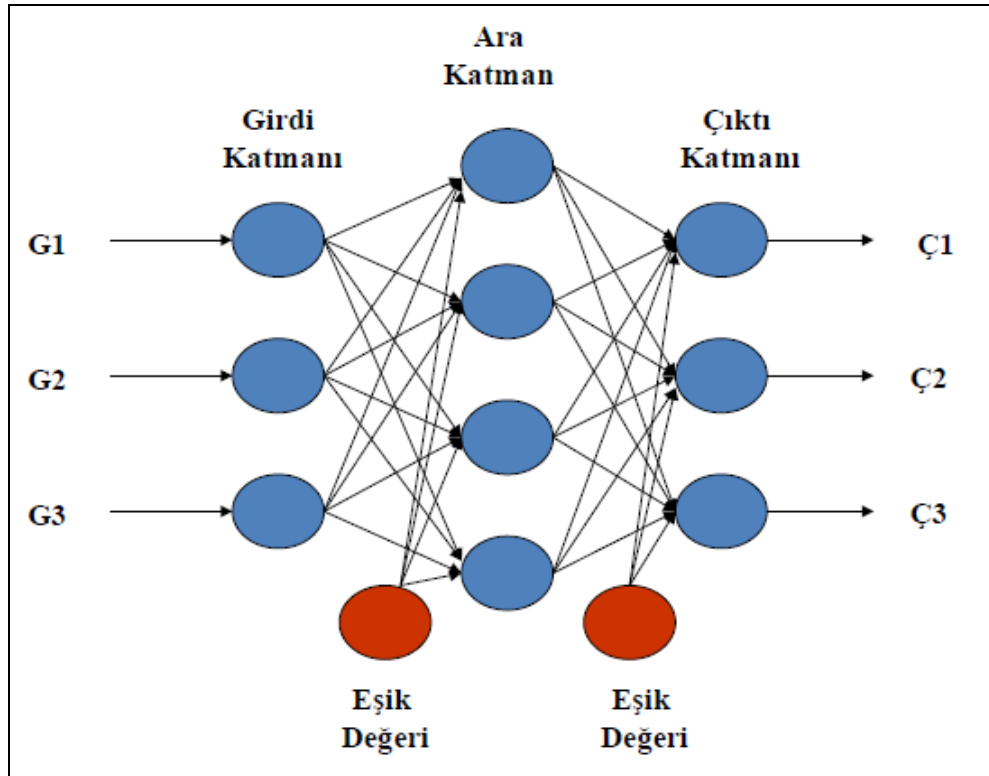 Ara
Katman
Girdi
Katmanı
Çıktı
Katmanı
G1
Ç1
G2
Ç2
G3
Ç3
Eşik
Değeri
Eşik
Değeri